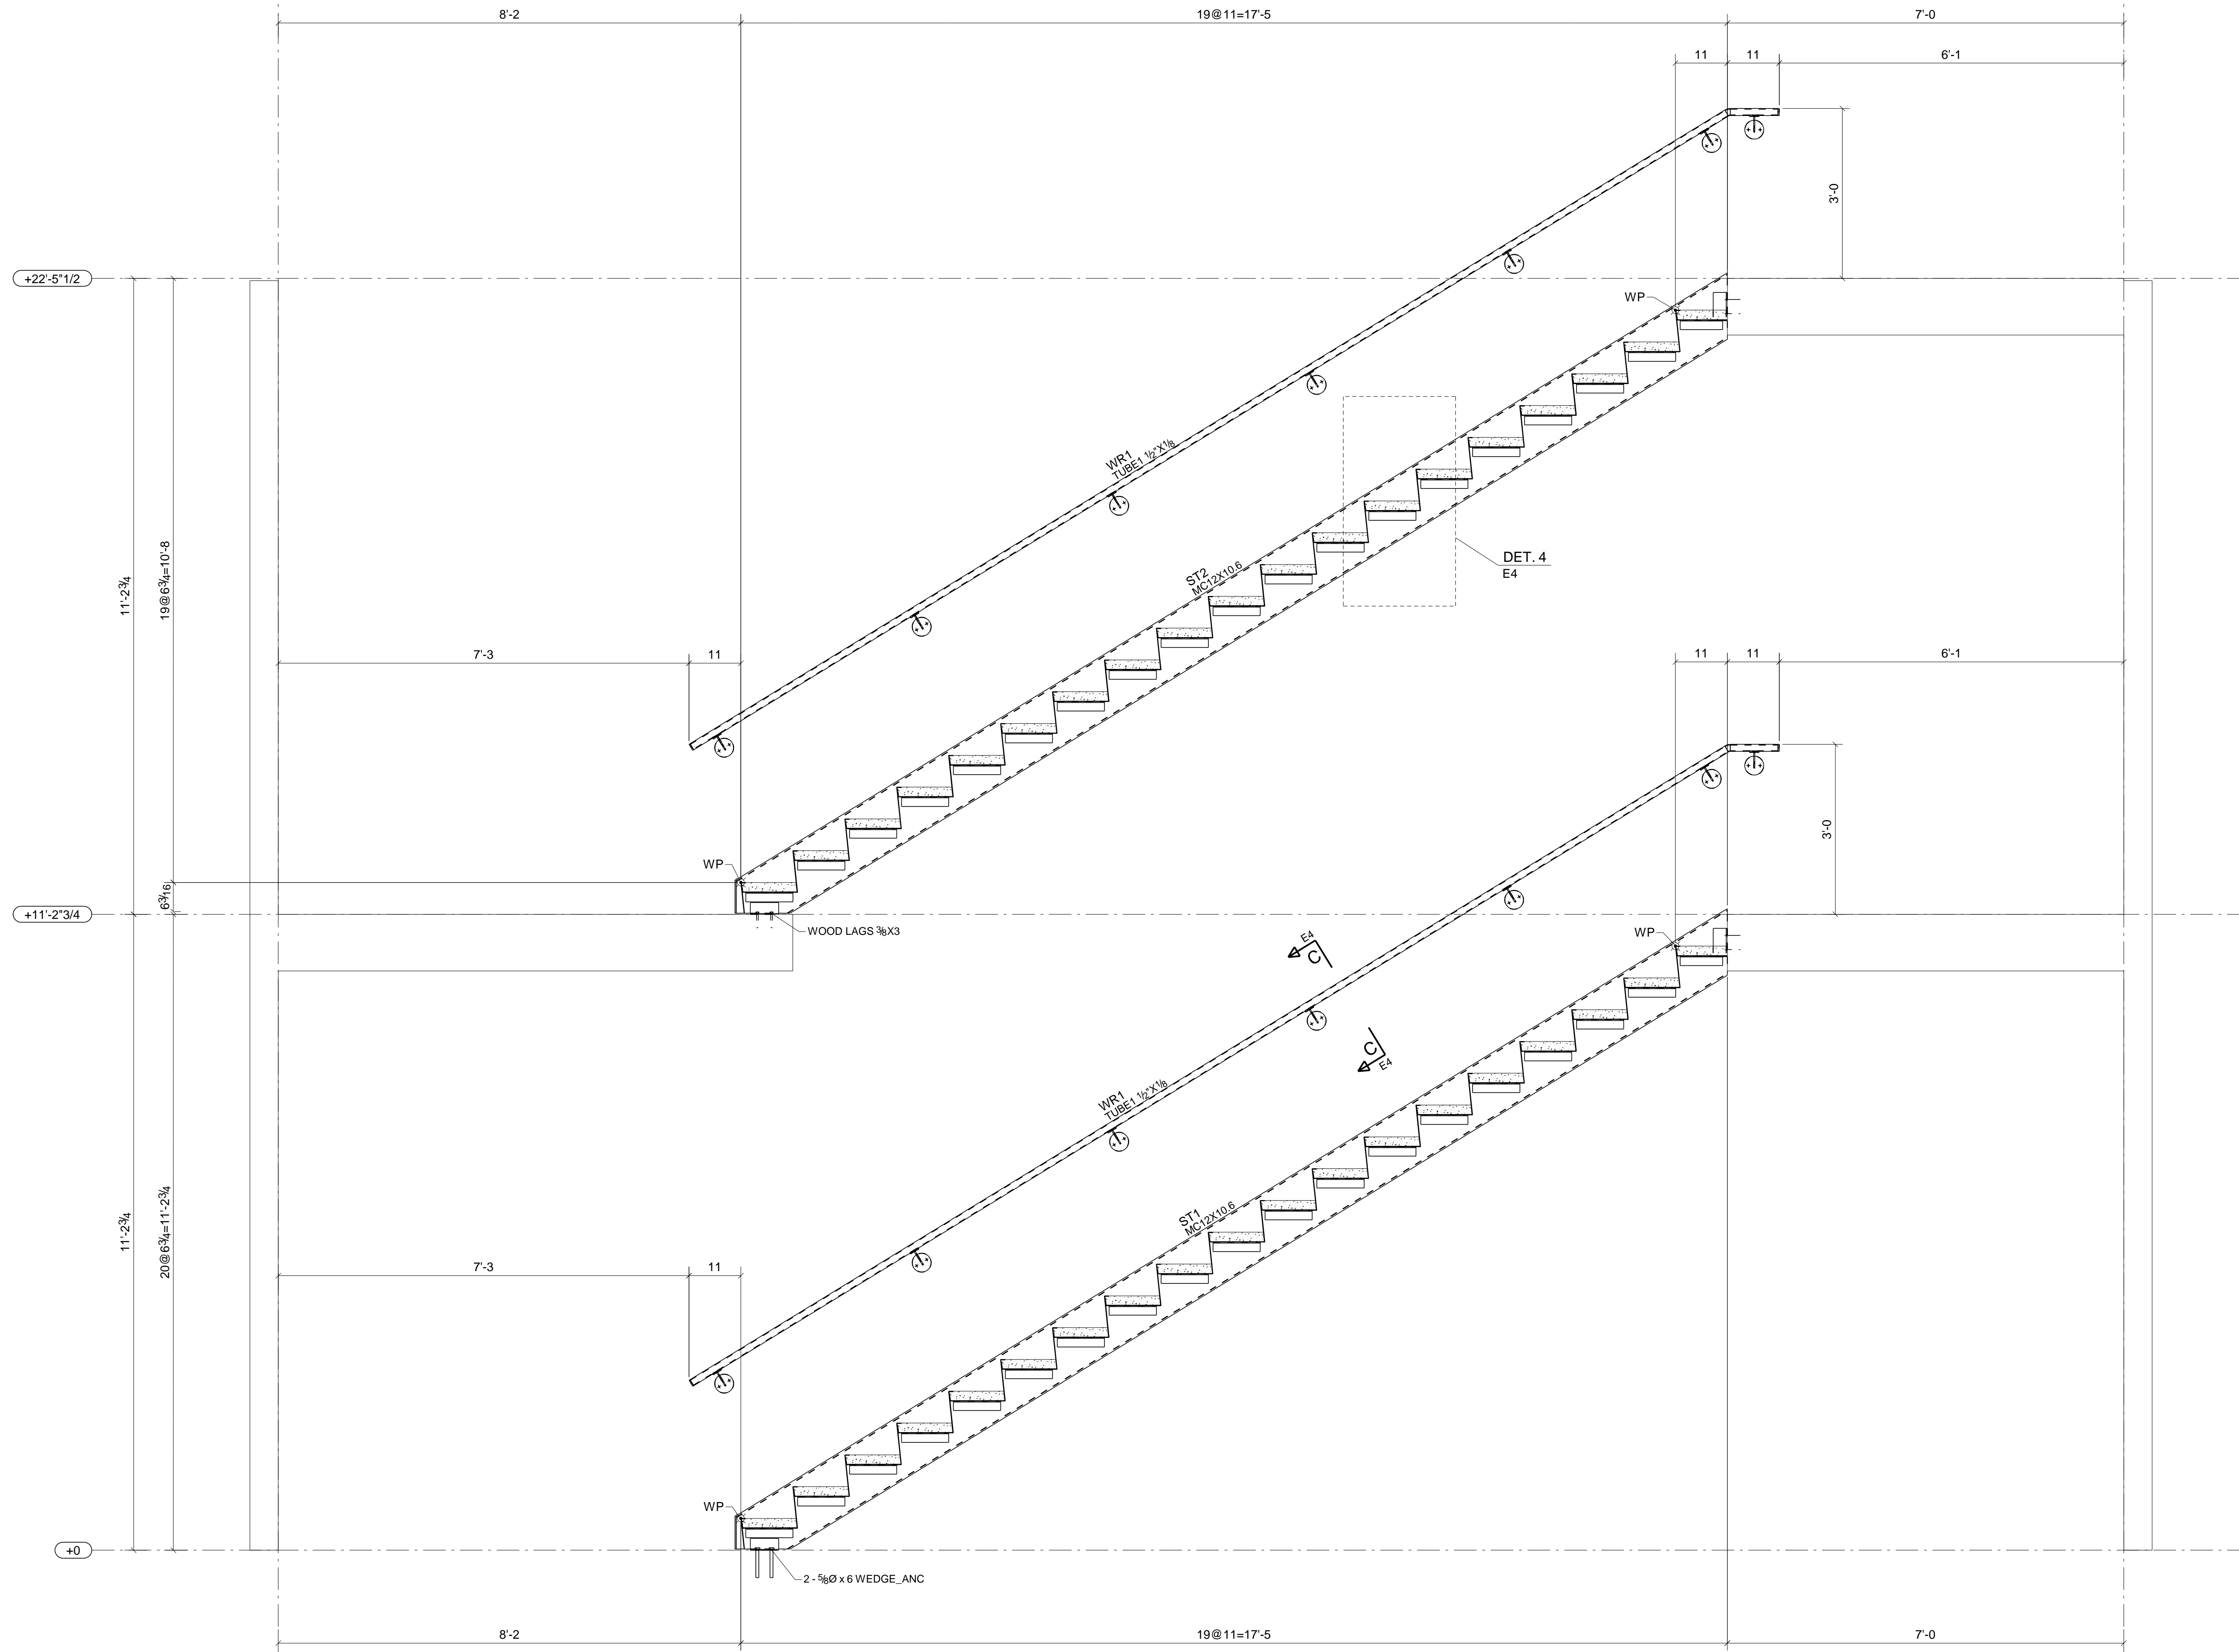 8'-2
19@11=17'-5
7'-0
11
11
6'-1
3'-0
+22'-5"1/2
WP
11'-2¾
19@6¾=10'-8
WR1
TUBE1 ½"X⅛
DET. 4
E4
ST2
MC12X10.6
7'-3
11
11
11
6'-1
3'-0
WP
6 3/16
+11'-2"3/4
WOOD LAGS ⅜X3
E4
C
WP
C
E4
WR1
TUBE1 ½"X⅛
11'-2¾
20@6¾=11'-2¾
ST1
MC12X10.6
7'-3
11
WP
+0
2 - ⅝Ø x 6 WEDGE_ANC
8'-2
19@11=17'-5
7'-0